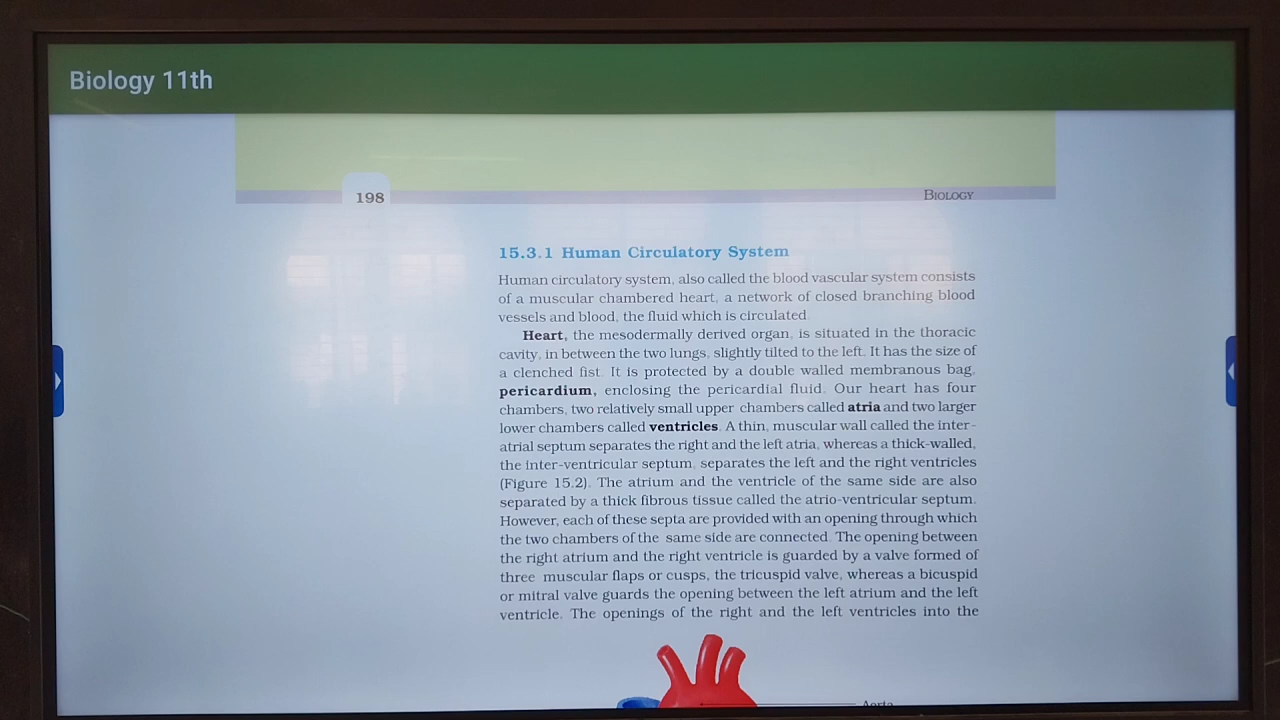 Biology 11th
198
BIOLOGY
15.3.1 Human Circulatory System
Human circulatory system, also called the blood vascular system consists
of a muscular chambered heart, a network of closed branching blood
vessels and blood, the fluid which is circulated.
Heart, the mesodermally derived organ, is situated in the thoracic
cavity, in between the two lungs, slightly tilted to the left. It has the size of
a clenched fist. It is protected by a double walled membranous bag,
pericardium, enclosing the pericardial fluid. Our heart has four
chambers, two relatively small upper chambers called atria and two larger
lower chambers called ventricles. A thin, muscular wall called the inter-
atrial septum separates the right and the left atria, whereas a thick-walled,
the inter-ventricular septum, separates the left and the right ventricles
(Figure 15.2). The atrium and the ventricle of the same side are also
separated by a thick fibrous tissue called the atrio-ventricular septum.
However, each of these septa are provided with an opening through which
the two chambers of the same side are connected. The opening between
the right atrium and the right ventricle is guarded by a valve formed of
three muscular flaps or cusps, the tricuspid valve, whereas a bicuspid
or mitral valve guards the opening between the left atrium and the left
ventricle. The openings of the right and the left ventricles into the
Aorta